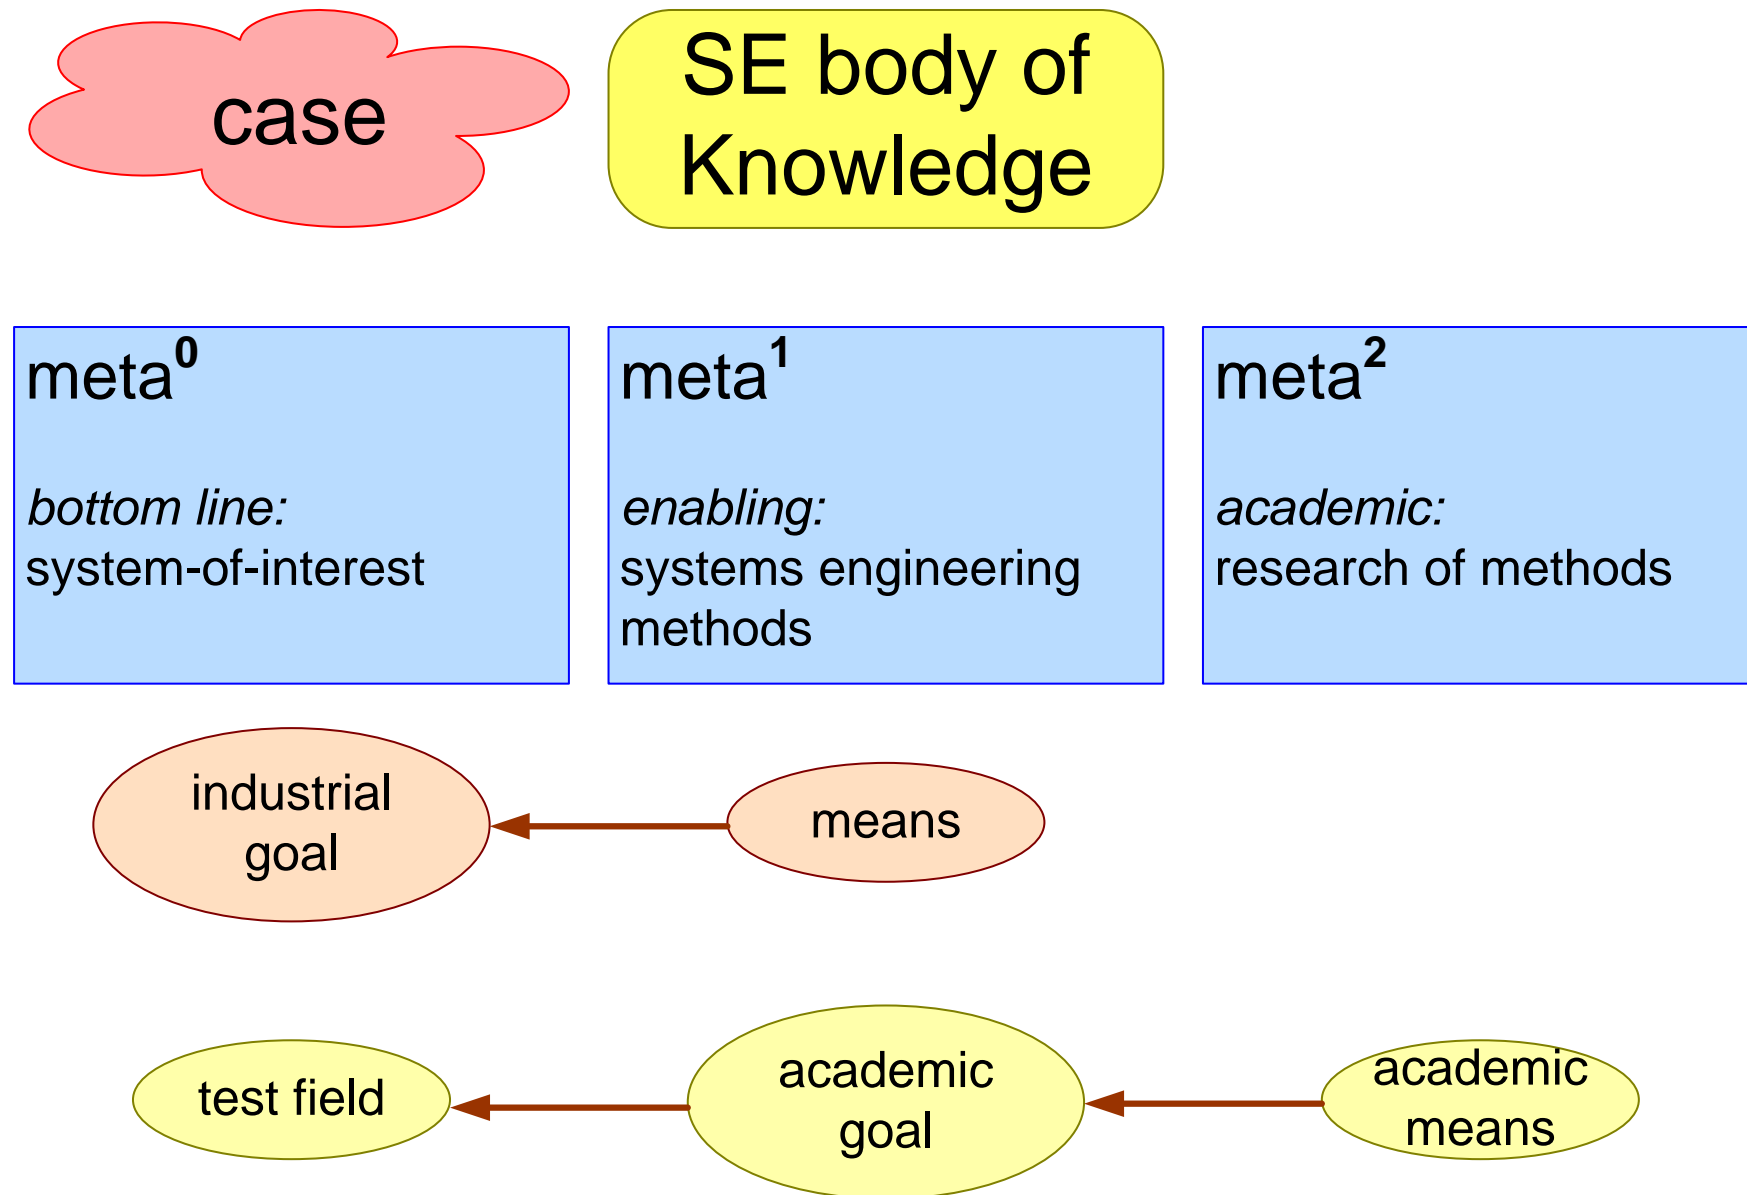 case
SE body of
Knowledge
meta0
bottom line:
system-of-interest
meta1
enabling:
systems engineering
methods
meta2
academic:
research of methods
industrial
goal
means
test field
academic
goal
academic
means